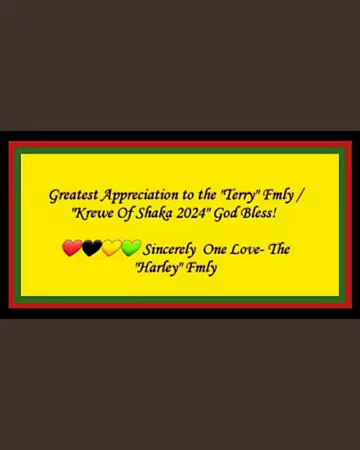 Greatest Appreciation to the "Terry" Fmly /
"Krewe Of Shaka 2024" God Bless!
❤️🖤💛💚 Sincerely One Love- The
"Harley" Fmly